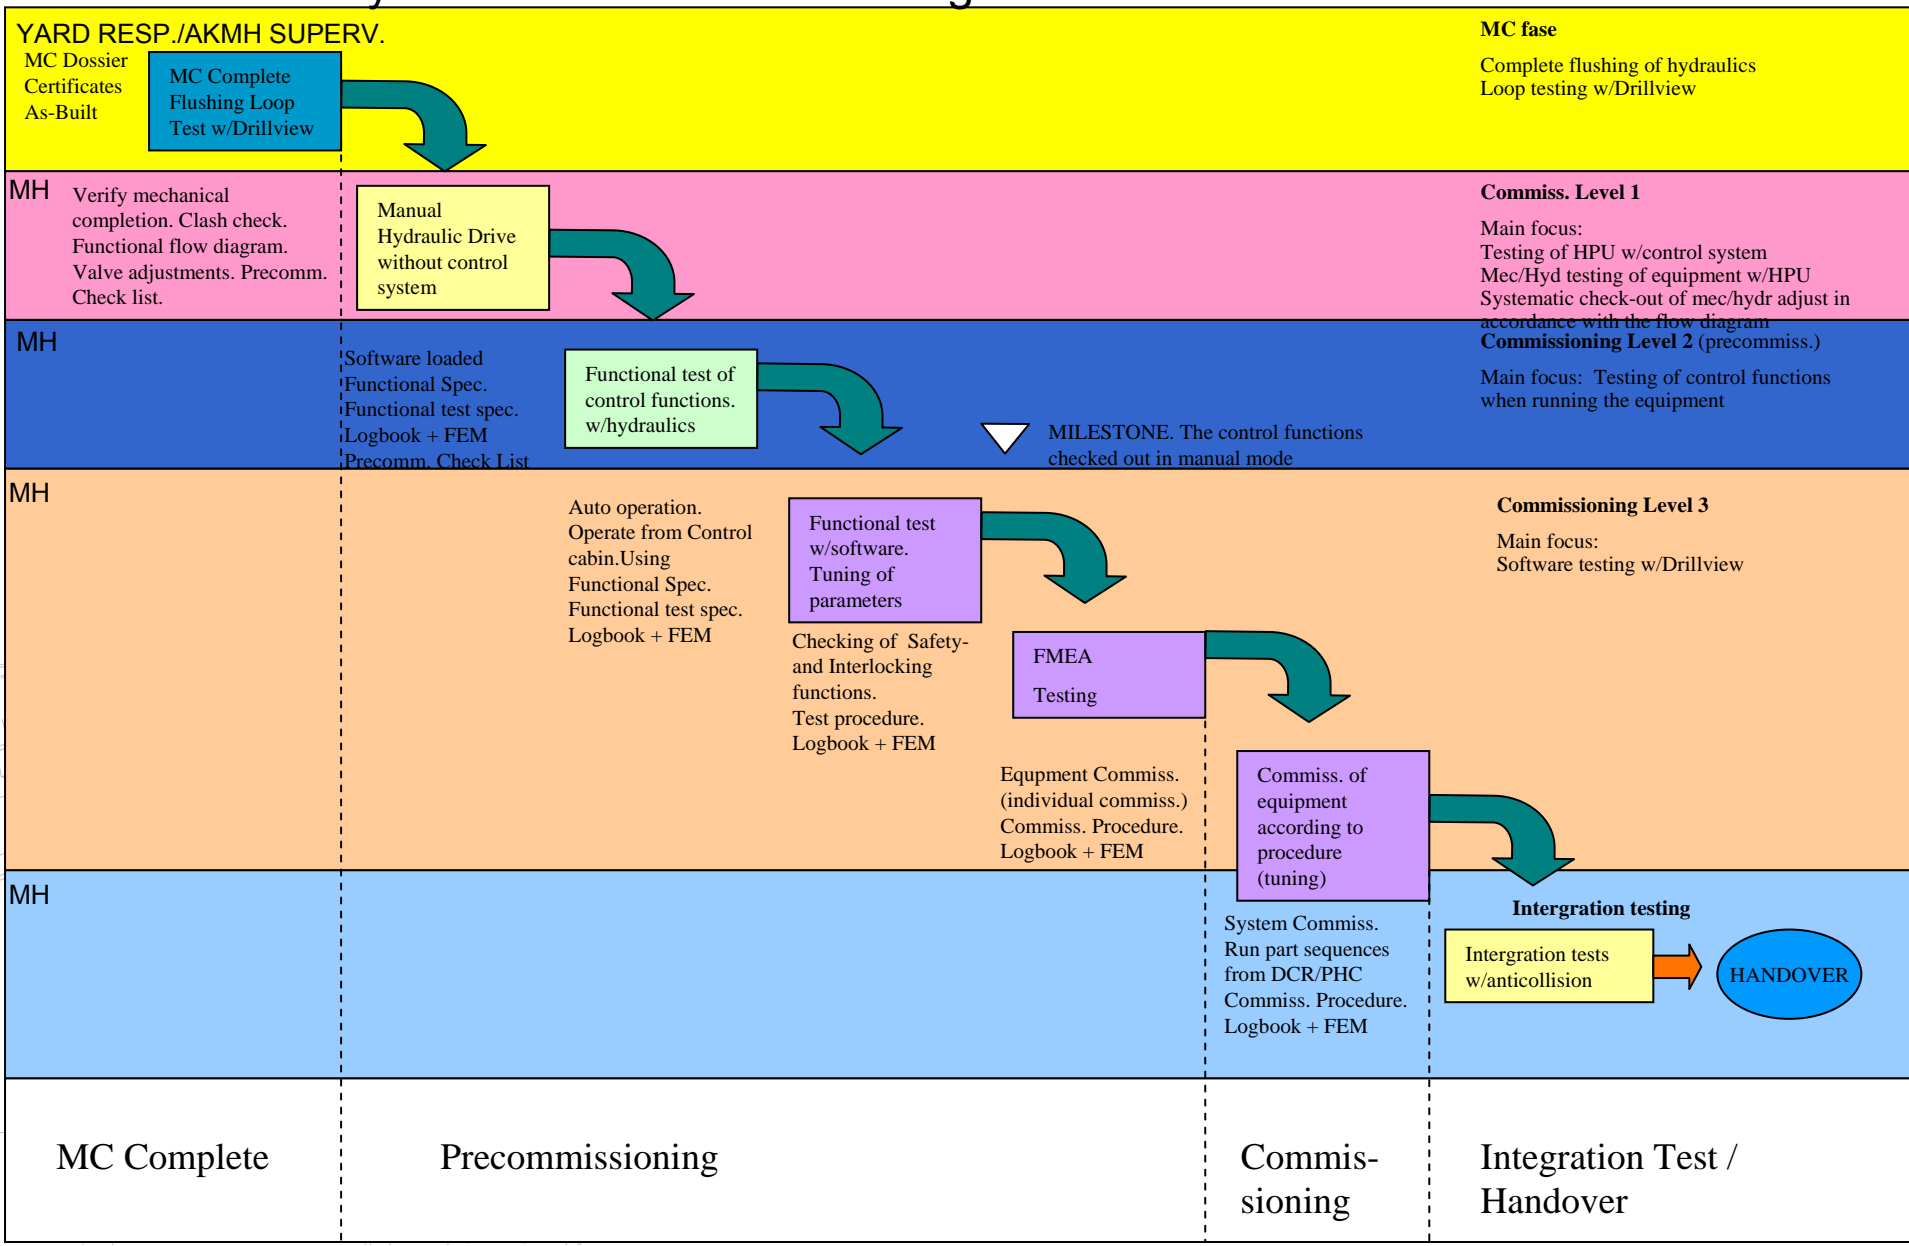 YARD RESP./AKMH SUPERV.
MC Dossier
Certificates
As-Built
MC Complete
Flushing Loop
Test w/Drillview
MC fase
Complete flushing of hydraulics
Loop testing w/Drillview
MH
Verify mechanical
completion. Clash check.
Functional flow diagram.
Valve adjustments. Precomm.
Check list.
Manual
Hydraulic Drive
without control
system
Commiss. Level 1
Main focus:
Testing of HPU w/control system
Mec/Hyd testing of equipment w/HPU
Systematic check-out of mec/hydr adjust in
accordance with the flow diagram
MH
Software loaded
Functional Spec.
Functional test spec.
Logbook + FEM
Precomm. Check List
Functional test of
control functions.
w/hydraulics
MILESTONE. The control functions
checked out in manual mode
Commissioning Level 2 (precommiss.)
Main focus:  Testing of control functions
when running the equipment
MH
Auto operation.
Operate from Control
cabin.Using
Functional Spec.
Functional test spec.
Logbook + FEM
Functional test
w/software.
Tuning of
parameters
Checking of  Safety-
and Interlocking
functions.
Test procedure.
Logbook + FEM
FMEA
Testing
Commissioning Level 3
Main focus:
Software testing w/Drillview
Equpment Commiss.
(individual commiss.)
Commiss. Procedure.
Logbook + FEM
Commiss. of
equipment
according to
procedure
(tuning)
MH
System Commiss.
Run part sequences
from DCR/PHC
Commiss. Procedure.
Logbook + FEM
Intergration testing
Intergration tests
w/anticollision
HANDOVER
MC Complete
Precommissioning
Commis-
sioning
Integration Test /
Handover